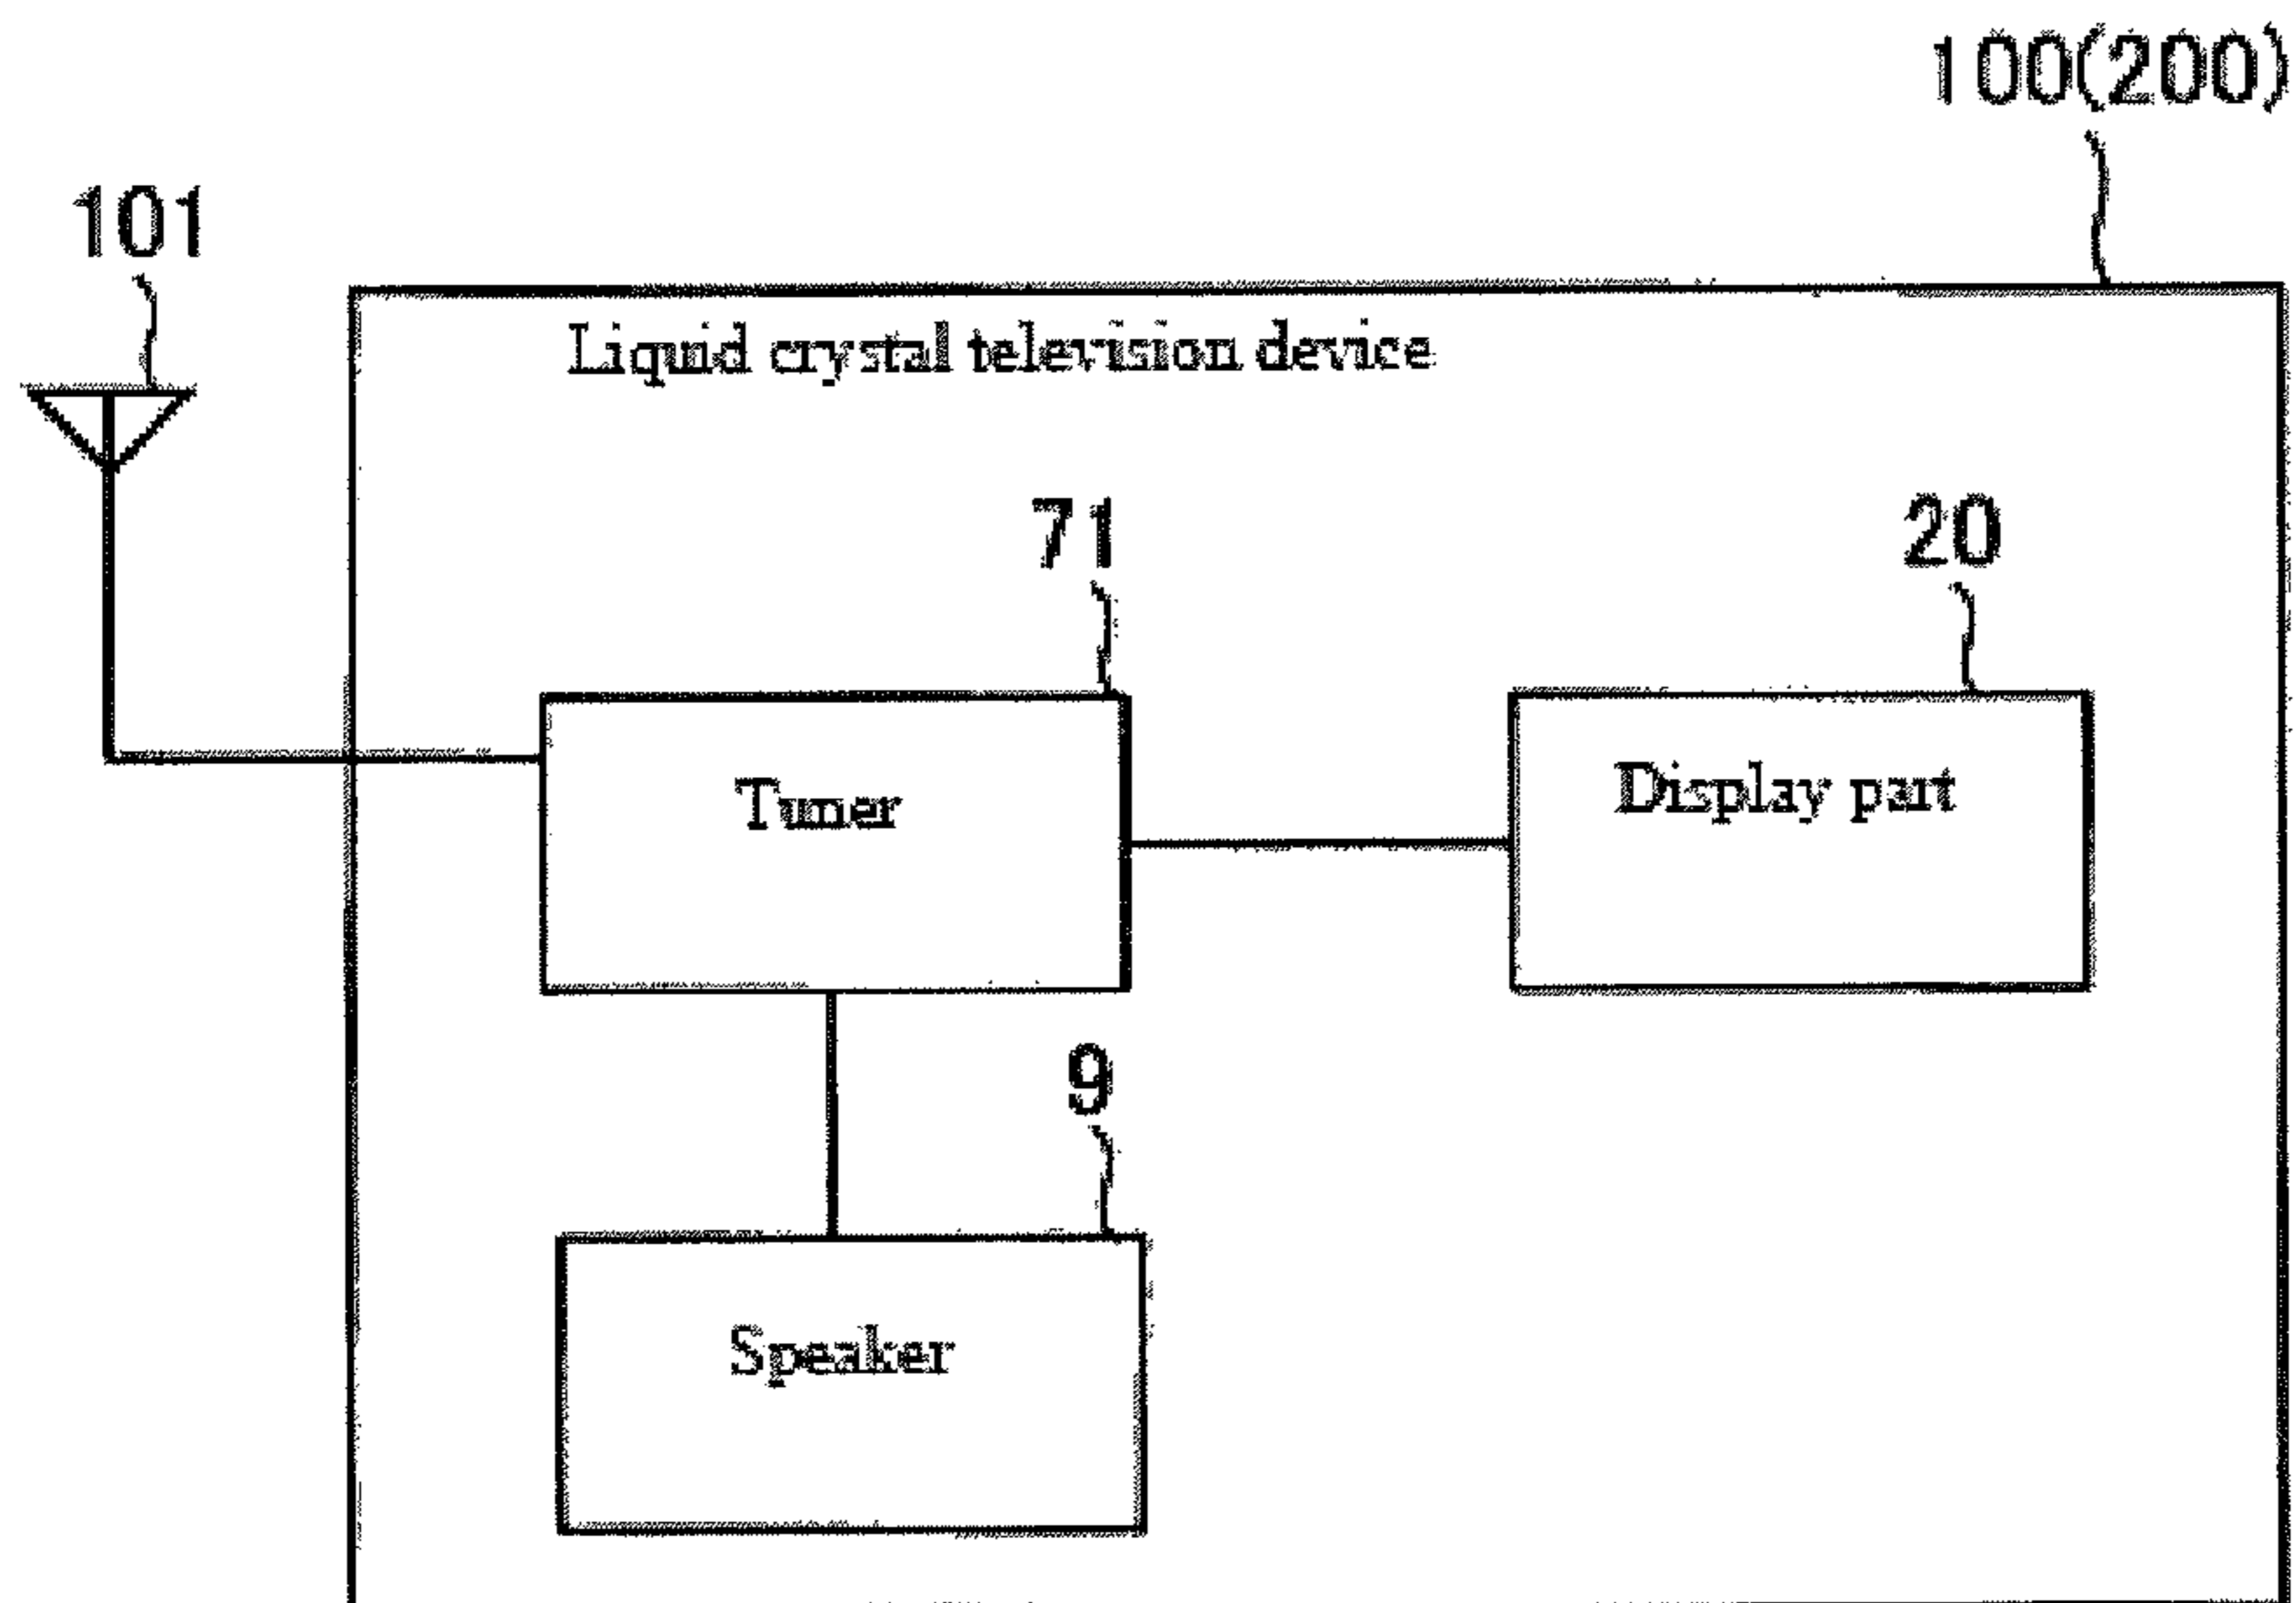 100(200)
101
Liquid crystal television device
71
20
Tuner
Display part
9
Speaker